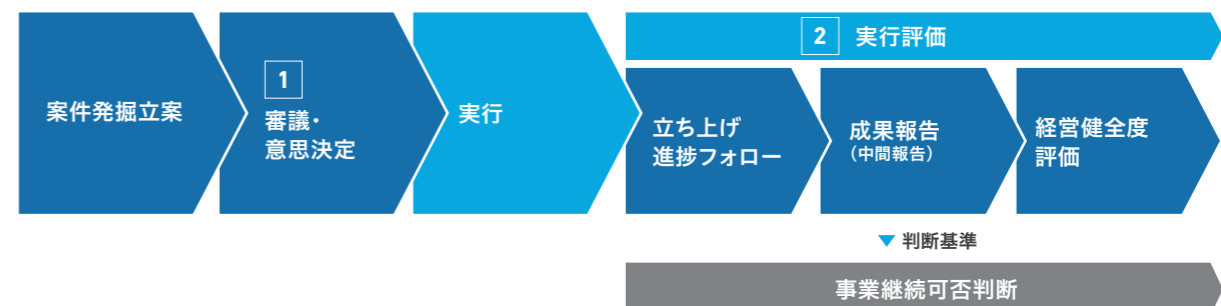 案件発掘立案
1
審議・
意思決定
実行
2 実行評価
立ち上げ
進捗フォロー
成果報告
（中間報告）
経営健全度
評価
▼ 判断基準
事業継続可否判断